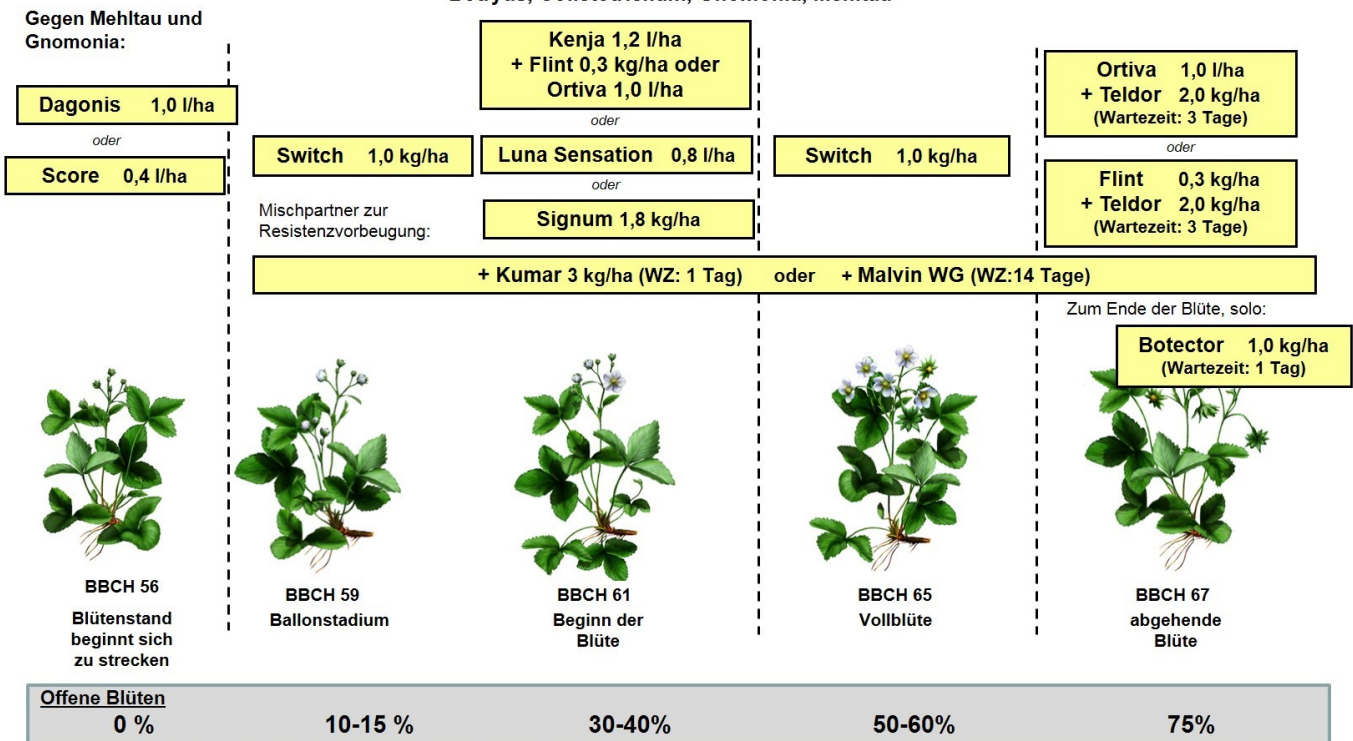 Gegen Mehltau und
Gnomonia:
Dagonis 1,0 l/ha
oder
Score 0,4 l/ha
Switch 1,0 kg/ha
Mischpartner zur
Resistenzvorbeugung:
Kenja 1,2 l/ha
+ Flint 0,3 kg/ha oder
Ortiva 1,0 l/ha
oder
Luna Sensation 0,8 l/ha
oder
Signum 1,8 kg/ha
Switch 1,0 kg/ha
Ortiva 1,0 l/ha
+ Teldor 2,0 kg/ha
(Wartezeit: 3 Tage)
oder
Flint 0,3 kg/ha
+ Teldor 2,0 kg/ha
(Wartezeit: 3 Tage)
+ Kumar 3 kg/ha (WZ: 1 Tag) oder + Malvin WG (WZ:14 Tage)
Zum Ende der Blüte, solo:
Botector 1,0 kg/ha
(Wartezeit: 1 Tag)
BBCH 56
Blütenstand
beginnt sich
zu strecken
BBCH 59
Ballonstadium
BBCH 61
Beginn der
Blüte
BBCH 65
Vollblüte
BBCH 67
abgehende
Blüte
Offene Blüten
0 % 10-15 % 30-40% 50-60% 75%